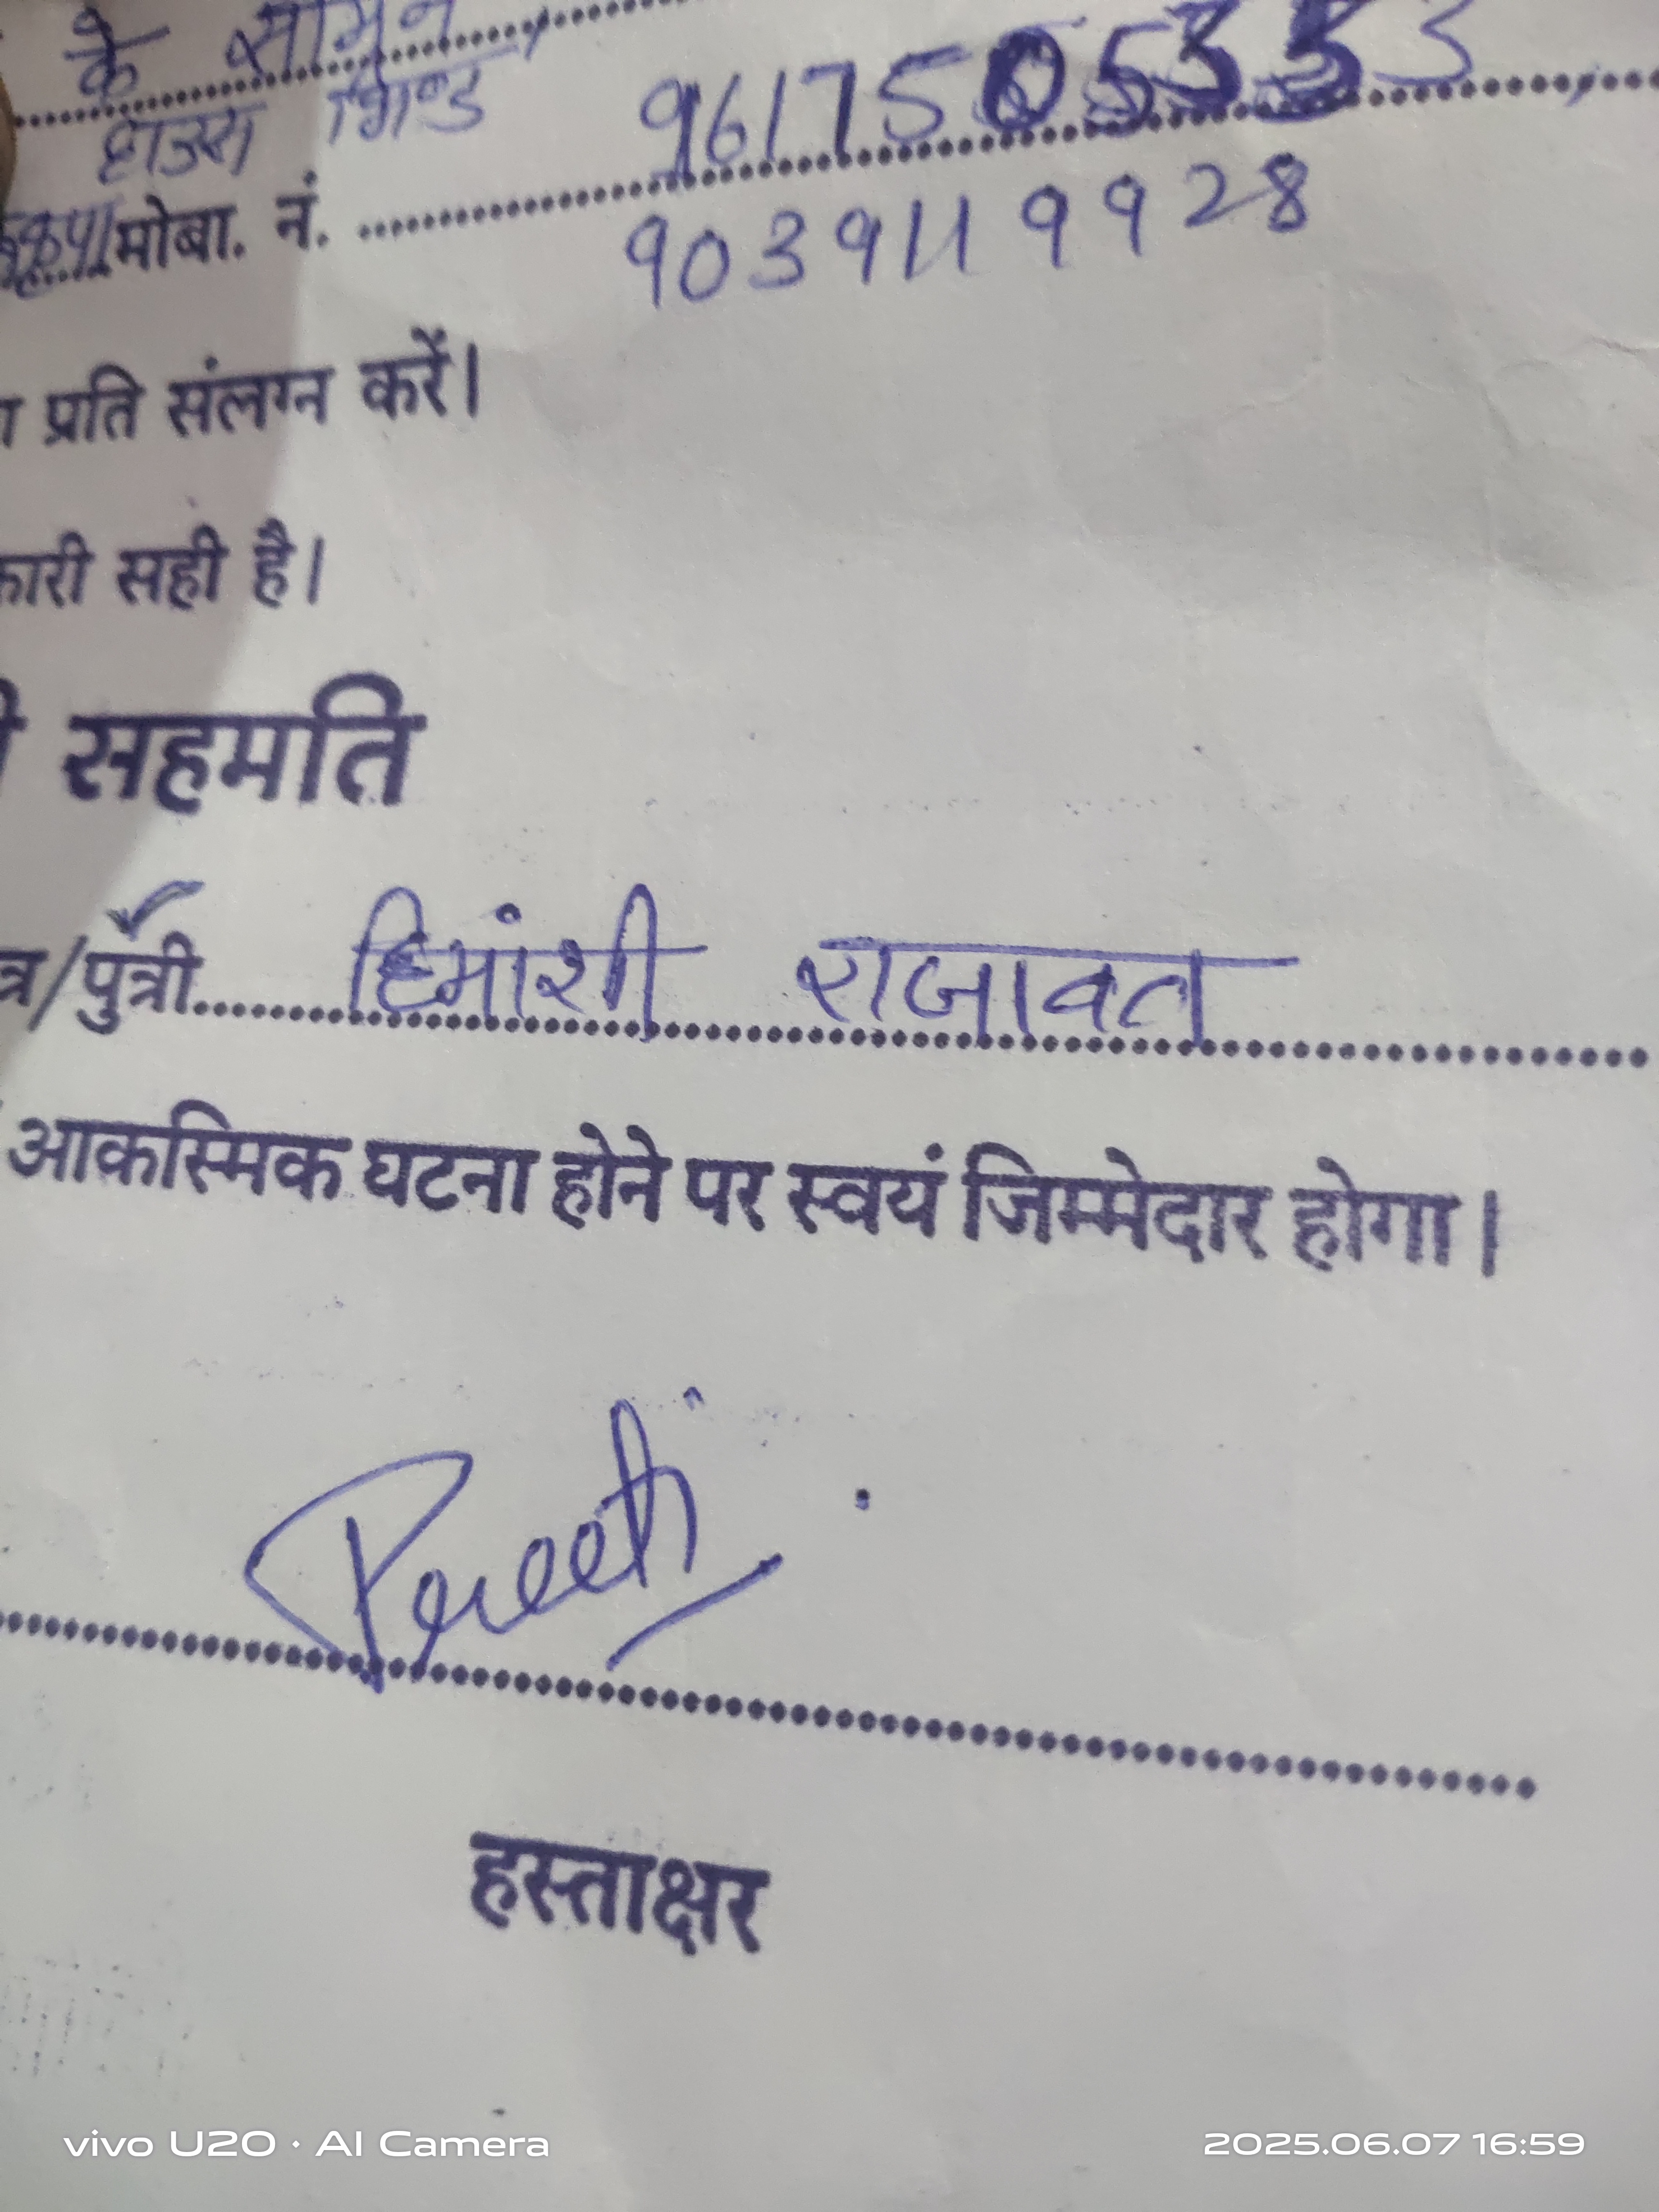 के सामने
हाउस भिण्ड, 9617505333
मोबा. नं. ........ 9039119928
प्रति संलग्न करें।
कारी सही है।
सहमति
त्र/पुत्री..... हिमांशी राजावत
आकस्मिक घटना होने पर स्वयं जिम्मेदार होगा।
Preeti
हस्ताक्षर
vivo U20 · AI Camera 2025.06.07 16:59